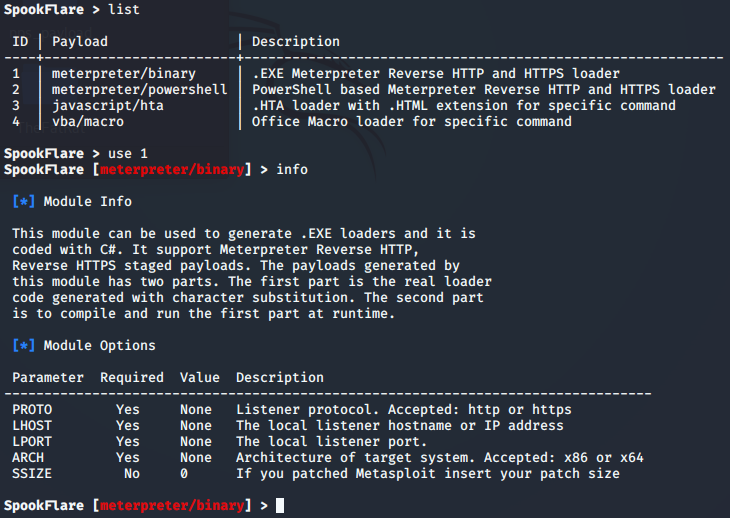 SpookFlare > list
ID | Payload | Description
----+------------------------+------------------------------------------------------------
1 | meterpreter/binary | .EXE Meterpreter Reverse HTTP and HTTPS loader
2 | meterpreter/powershell | PowerShell based Meterpreter Reverse HTTP and HTTPS loader
3 | javascript/hta | .HTA loader with .HTML extension for specific command
4 | vba/macro | Office Macro loader for specific command
SpookFlare > use 1
SpookFlare [meterpreter/binary] > info
[*] Module Info
This module can be used to generate .EXE loaders and it is
coded with C#. It support Meterpreter Reverse HTTP,
Reverse HTTPS staged payloads. The payloads generated by
this module has two parts. The first part is the real loader
code generated with character substitution. The second part
is to compile and run the first part at runtime.
[*] Module Options
Parameter Required Value Description
---------------------------------------------------------------------------------
PROTO Yes None Listener protocol. Accepted: http or https
LHOST Yes None The local listener hostname or IP address
LPORT Yes None The local listener port.
ARCH Yes None Architecture of target system. Accepted: x86 or x64
SSIZE No 0 If you patched Metasploit insert your patch size
SpookFlare [meterpreter/binary] >